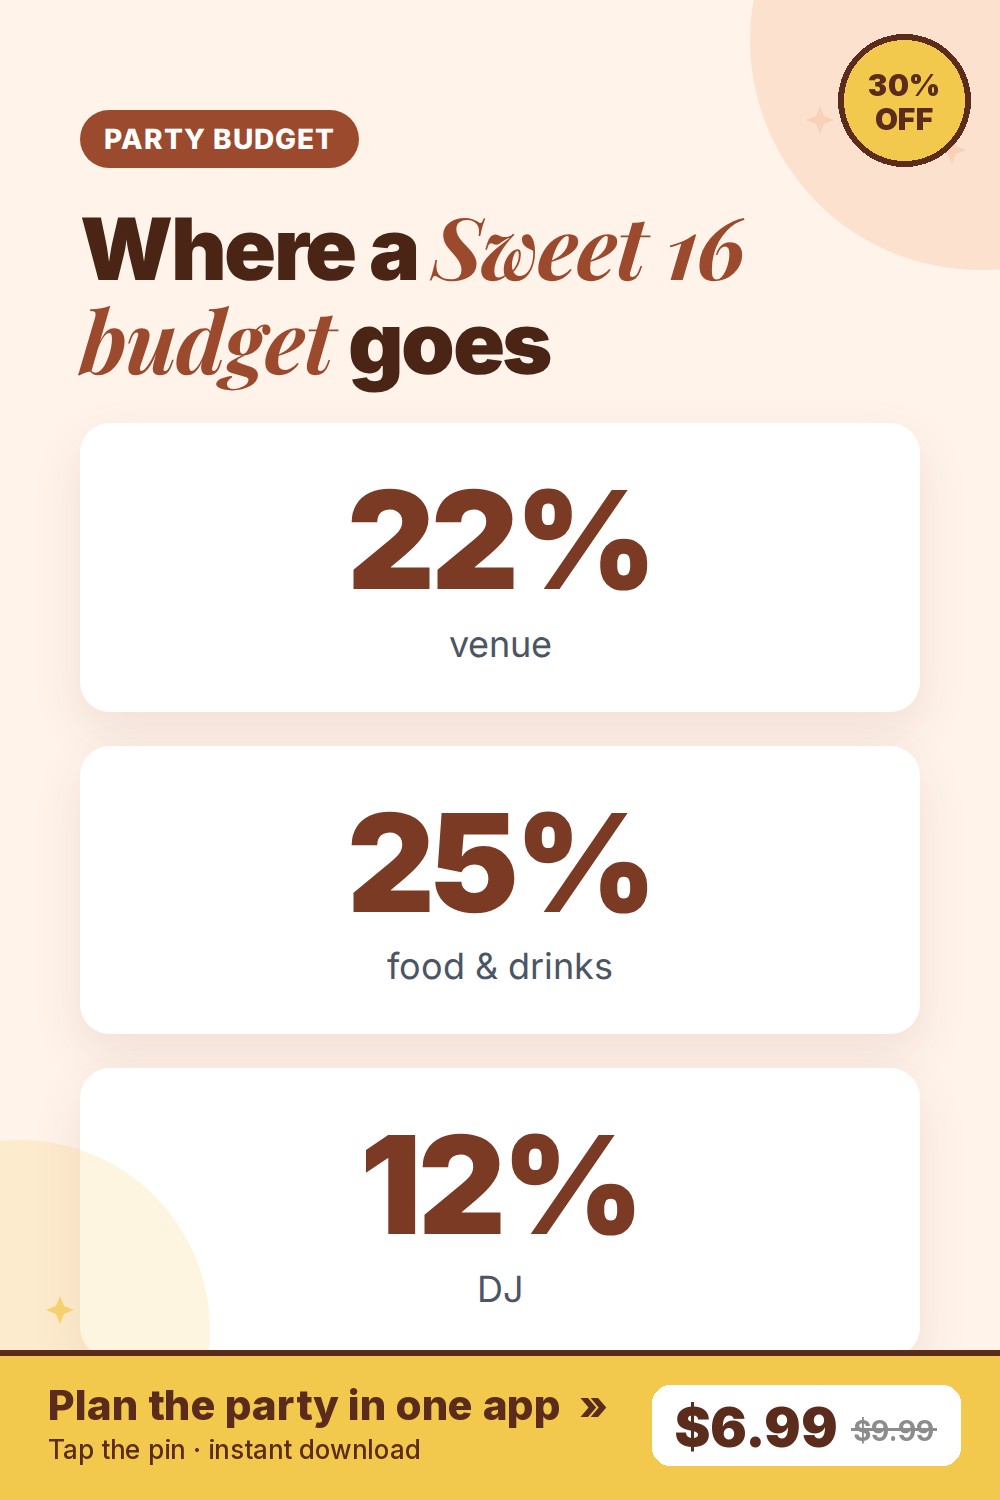 30%
OFF
PARTY BUDGET
Where a Sweet 16
budget goes
22%
venue
25%
food & drinks
12%
DJ
Plan the party in one app »
Tap the pin · instant download
$6.99 $9.99